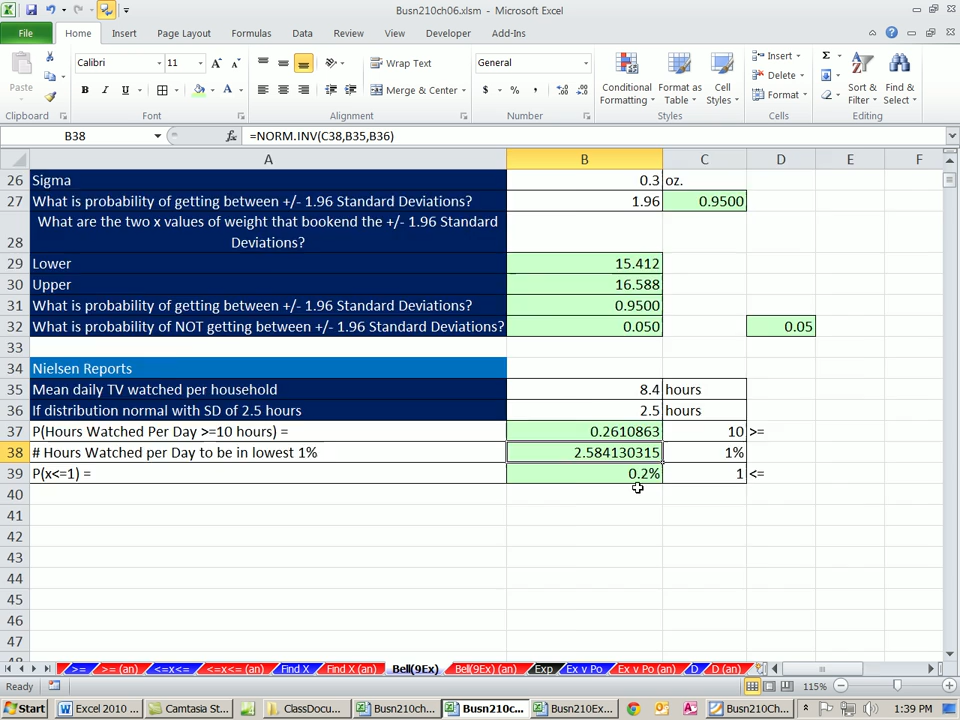 Busn210ch06.xlsm - Microsoft Excel
File Home Insert Page Layout Formulas Data Review View Developer Add-Ins
Paste
Calibri 11 A A
B I U A
Wrap Text
Merge & Center
General
$ % ,
Conditional Formatting
Format as Table
Cell Styles
Insert
Delete
Format
Σ
Sort & Filter
Find & Select
Clipboard Font Alignment Number Styles Cells Editing
B38 fx =NORM.INV(C38,B35,B36)
A B C D E F
26 Sigma 0.3 oz.
27 What is probability of getting between +/- 1.96 Standard Deviations? 1.96 0.9500
What are the two x values of weight that bookend the +/- 1.96 Standard
28 Deviations?
29 Lower 15.412
30 Upper 16.588
31 What is probability of getting between +/- 1.96 Standard Deviations? 0.9500
32 What is probability of NOT getting between +/- 1.96 Standard Deviations? 0.050 0.05
33
34 Nielsen Reports
35 Mean daily TV watched per household 8.4 hours
36 If distribution normal with SD of 2.5 hours 2.5 hours
37 P(Hours Watched Per Day >=10 hours) = 0.2610863 10 >=
38 # Hours Watched per Day to be in lowest 1% 2.584130315 1%
39 P(x<=1) = 0.2% 1 <=
40
41
42
43
44
45
46
47
>= >= (an) <=x<= <=x<= (an) Find X Find X (an) Bell(9Ex) Bell(9Ex) (an) Exp Ex v Po Ex v Po (an) D D (an)
Ready 115%
Start Excel 2010 ... Camtasia St... ClassDocu... Busn210ch... Busn210c... Busn210Ex... Busn210Ch... 1:39 PM